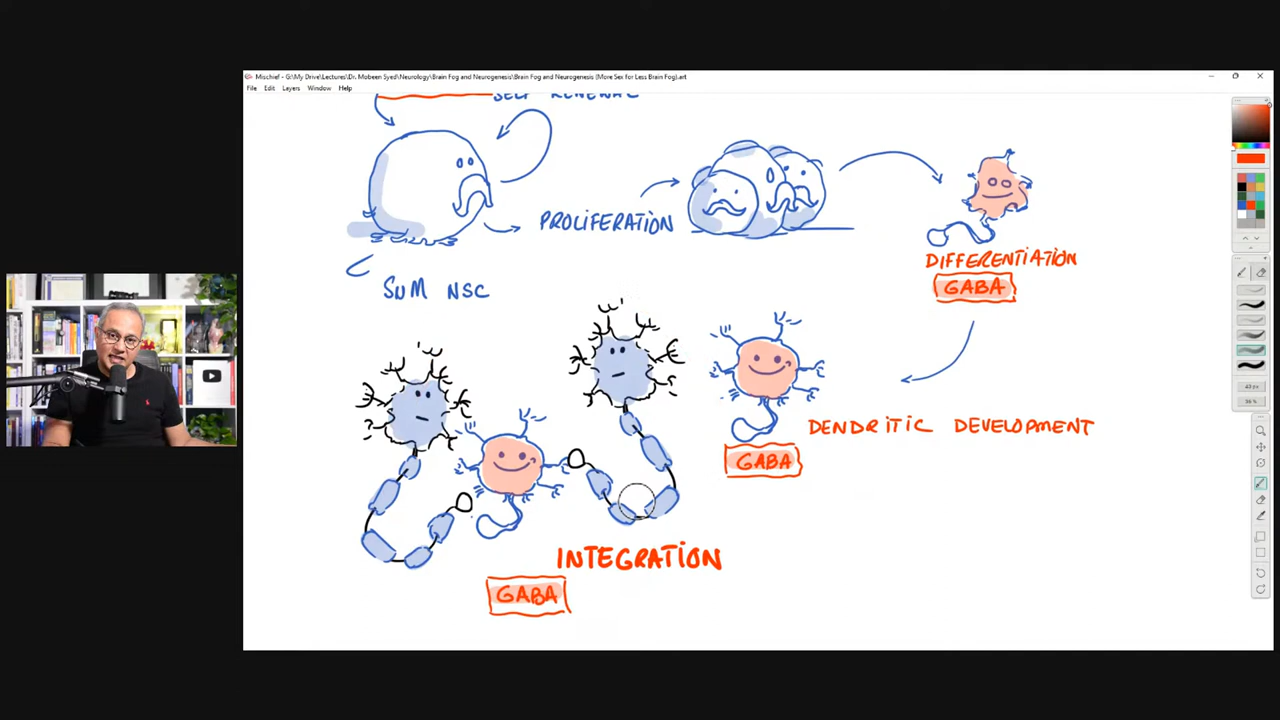 Mischief - G:\My Drive\Lectures\Dr. Mobeen Syed\Neurology\Brain Fog and Neurogenesis\Brain Fog and Neurogenesis (More Sex for Less Brain Fog).art
File Edit Layers Window Help
SELF RENEWAL
PROLIFERATION
DIFFERENTIATION
GABA
SUM NSC
DENDRITIC DEVELOPMENT
GABA
INTEGRATION
GABA